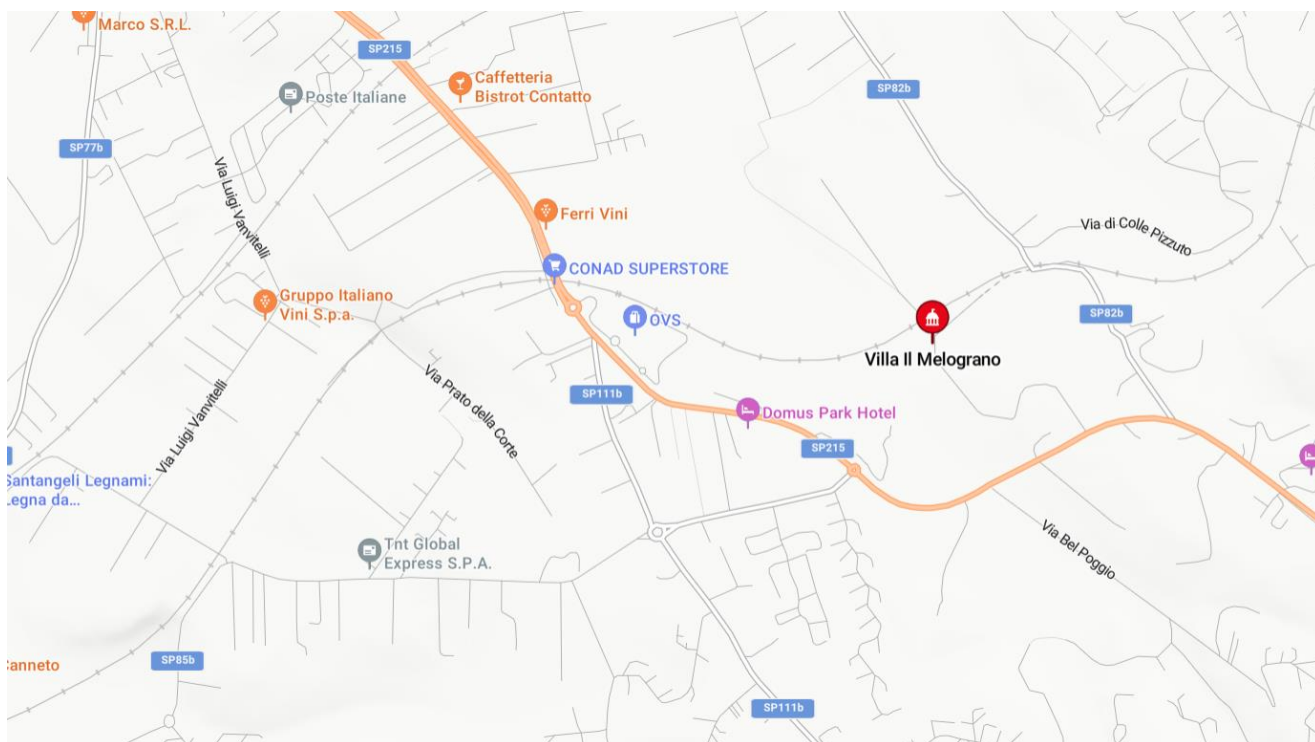 Marco S.R.L.
SP215
Caffetteria
Bistrot Contatto
Poste Italiane
SP82b
SP77b
Via Luigi Vanvitelli
Ferri Vini
Via di Colle Pizzuto
CONAD SUPERSTORE
Gruppo Italiano
Vini S.p.a.
OVS
SP82b
Villa Il Melograno
Via Prato della Corte
SP111b
Via Luigi Vanvitelli
Domus Park Hotel
SP215
Santangeli Legnami:
Legna da...
Via Bel Poggio
Tnt Global
Express S.P.A.
anneto
SP85b
SP111b